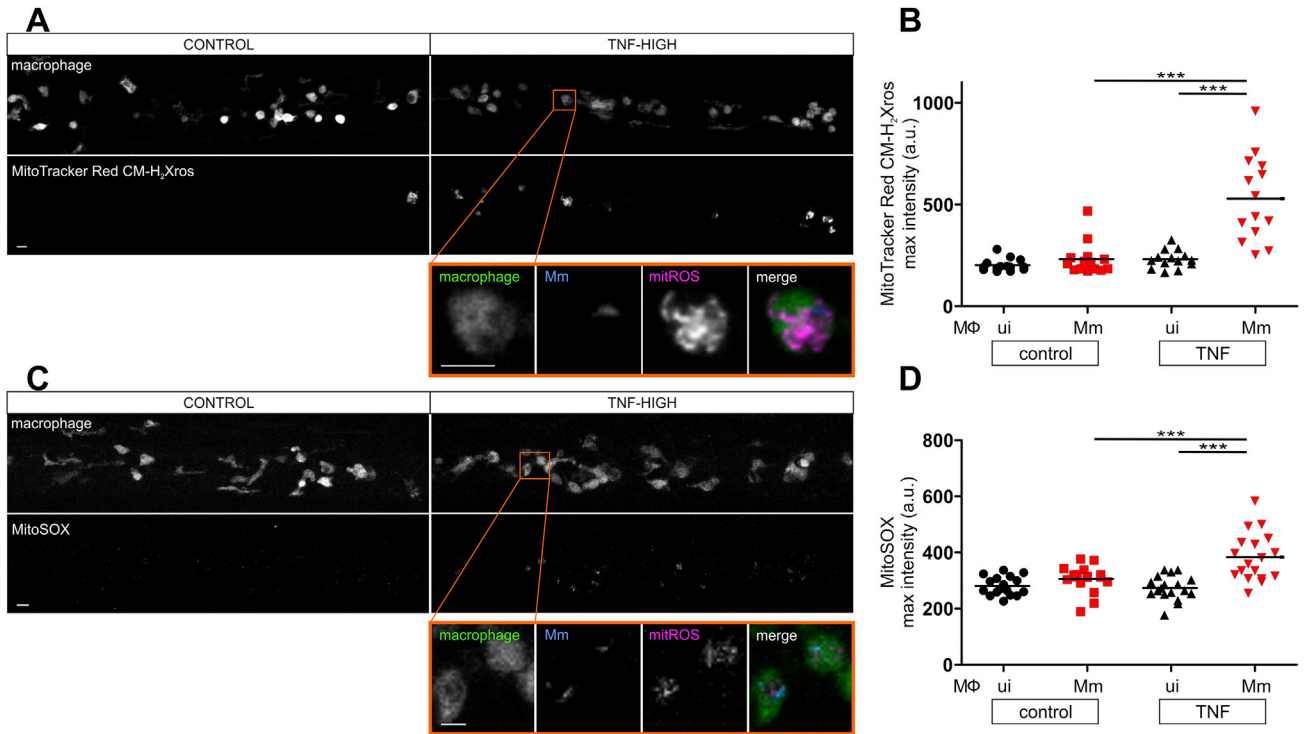 A
CONTROL
TNF-HIGH
macrophage
MitoTracker Red CM-H₂Xros
macrophage
Mm
mitROS
merge
B
MitoTracker Red CM-H₂Xros
max intensity (a.u.)
1000
500
0
***
***
MΦ ui Mm ui Mm
control TNF
C
CONTROL
TNF-HIGH
macrophage
MitoSOX
macrophage
Mm
mitROS
merge
D
MitoSOX
max intensity (a.u.)
800
600
400
200
0
***
***
MΦ ui Mm ui Mm
control TNF